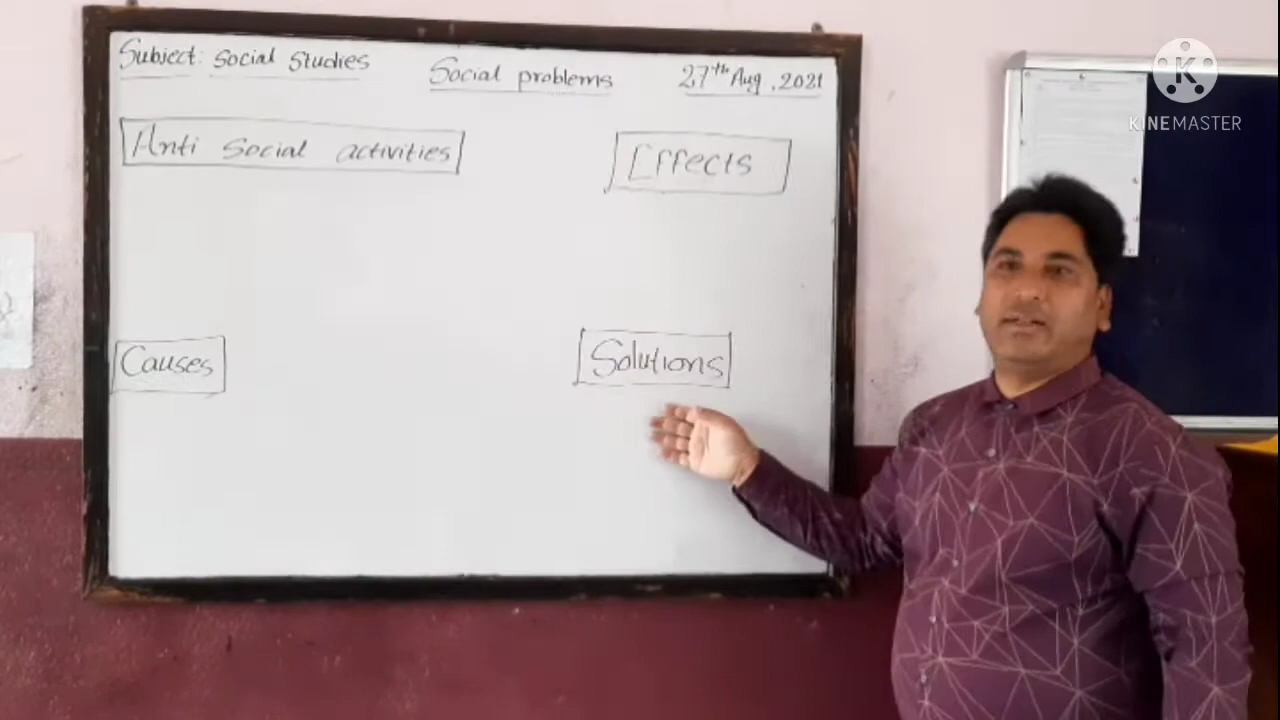 Subject: Social Studies
Social problems
27th Aug, 2021
Anti Social activities
Effects
Causes
Solutions
K
KINEMASTER